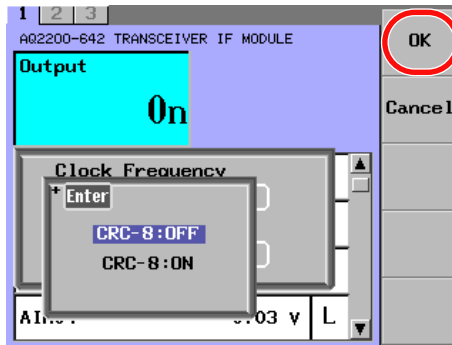 1 2 3
AQ2200-642 TRANSCEIVER IF MODULE
Output
On
OK
Cancel
Clock Frequency
Enter
CRC-8:OFF
CRC-8:ON
.03 V L